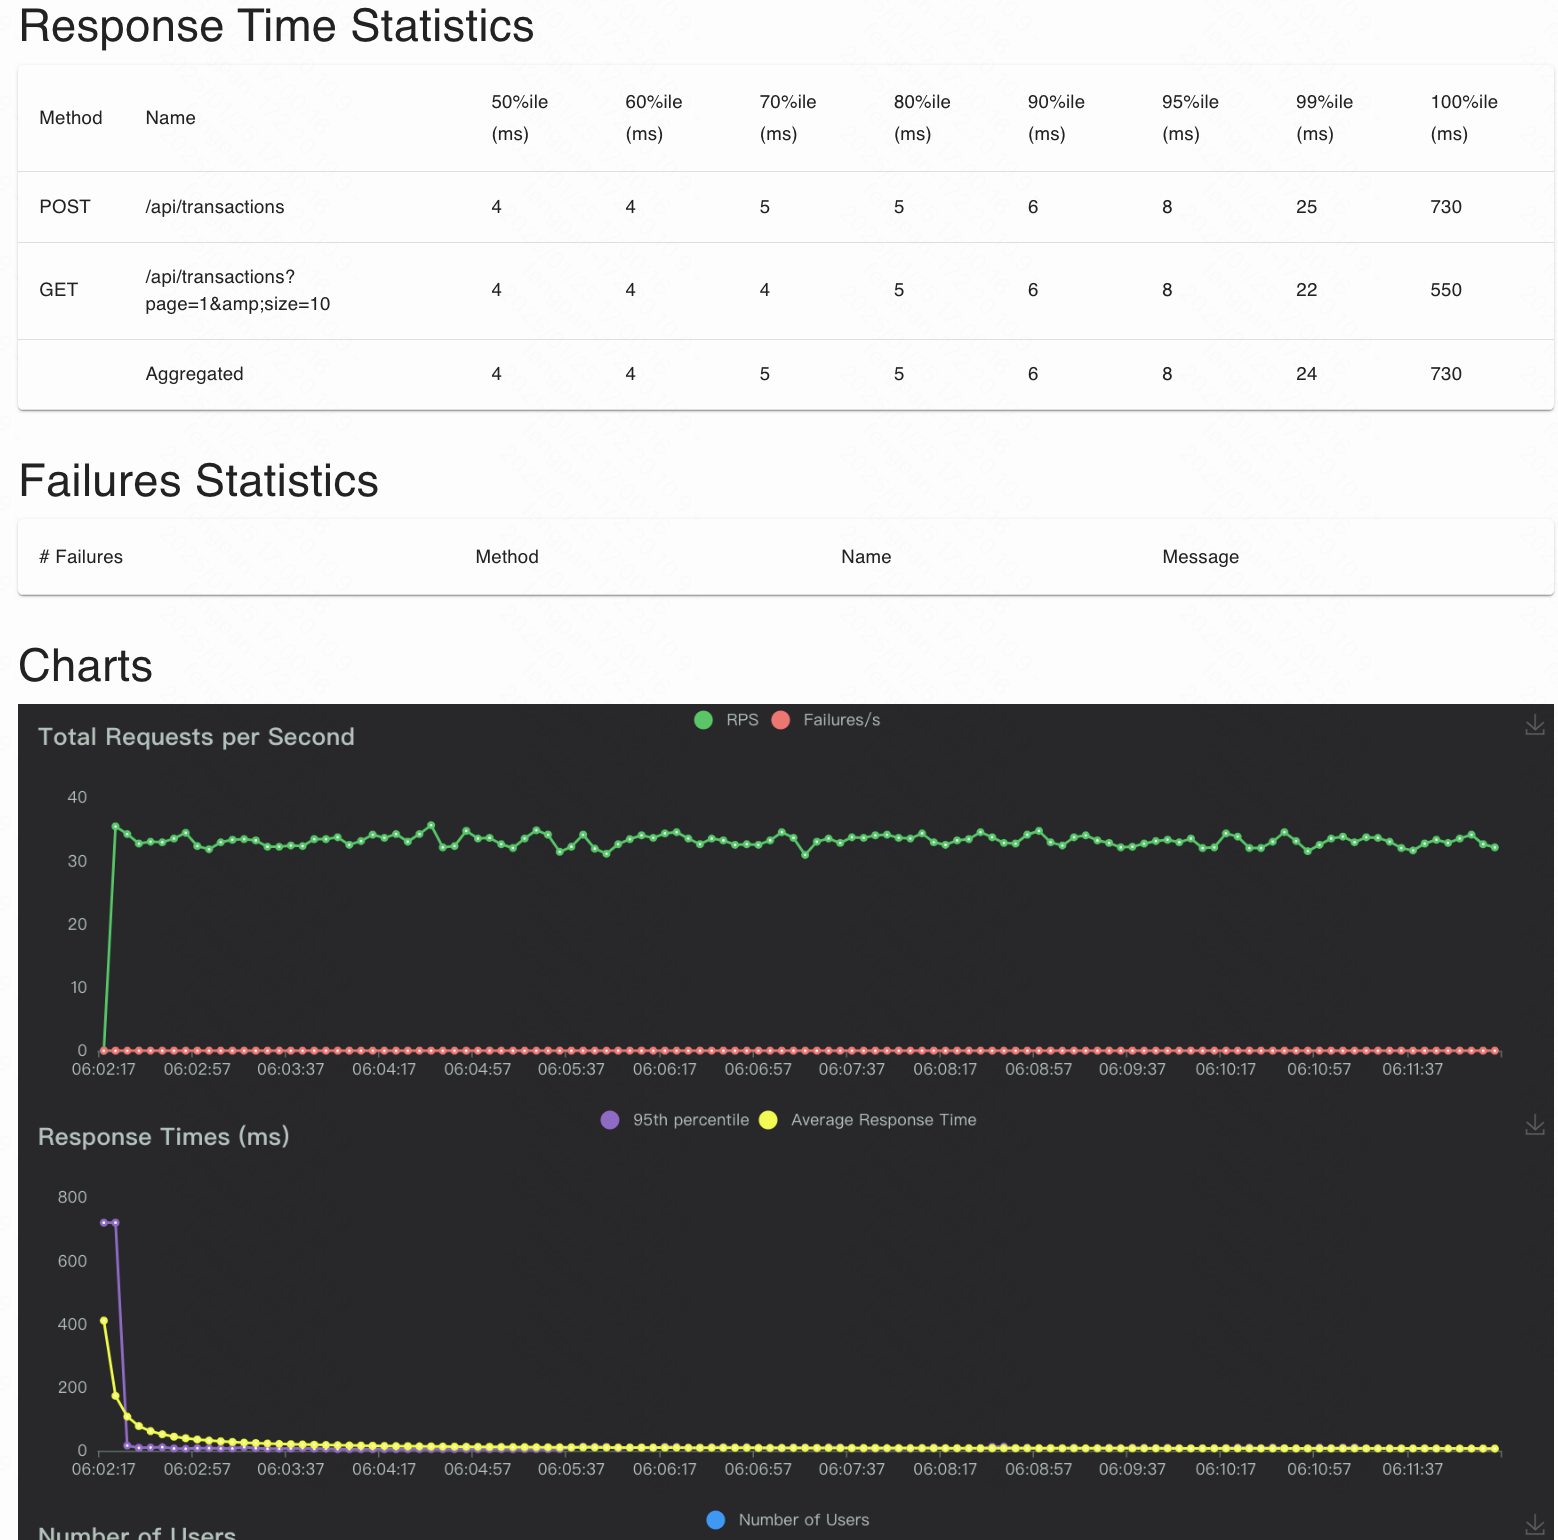 Response Time Statistics
Method Name 50%ile (ms) 60%ile (ms) 70%ile (ms) 80%ile (ms) 90%ile (ms) 95%ile (ms) 99%ile (ms) 100%ile (ms)
POST /api/transactions 4 4 5 5 6 8 25 730
GET /api/transactions?page=1&amp;size=10 4 4 4 5 6 8 22 550
Aggregated 4 4 5 5 6 8 24 730
Failures Statistics
# Failures Method Name Message
Charts
RPS Failures/s
Total Requests per Second
40
30
20
10
0
06:02:17 06:02:57 06:03:37 06:04:17 06:04:57 06:05:37 06:06:17 06:06:57 06:07:37 06:08:17 06:08:57 06:09:37 06:10:17 06:10:57 06:11:37
95th percentile Average Response Time
Response Times (ms)
800
600
400
200
0
06:02:17 06:02:57 06:03:37 06:04:17 06:04:57 06:05:37 06:06:17 06:06:57 06:07:37 06:08:17 06:08:57 06:09:37 06:10:17 06:10:57 06:11:37
Number of Users
Number of Users